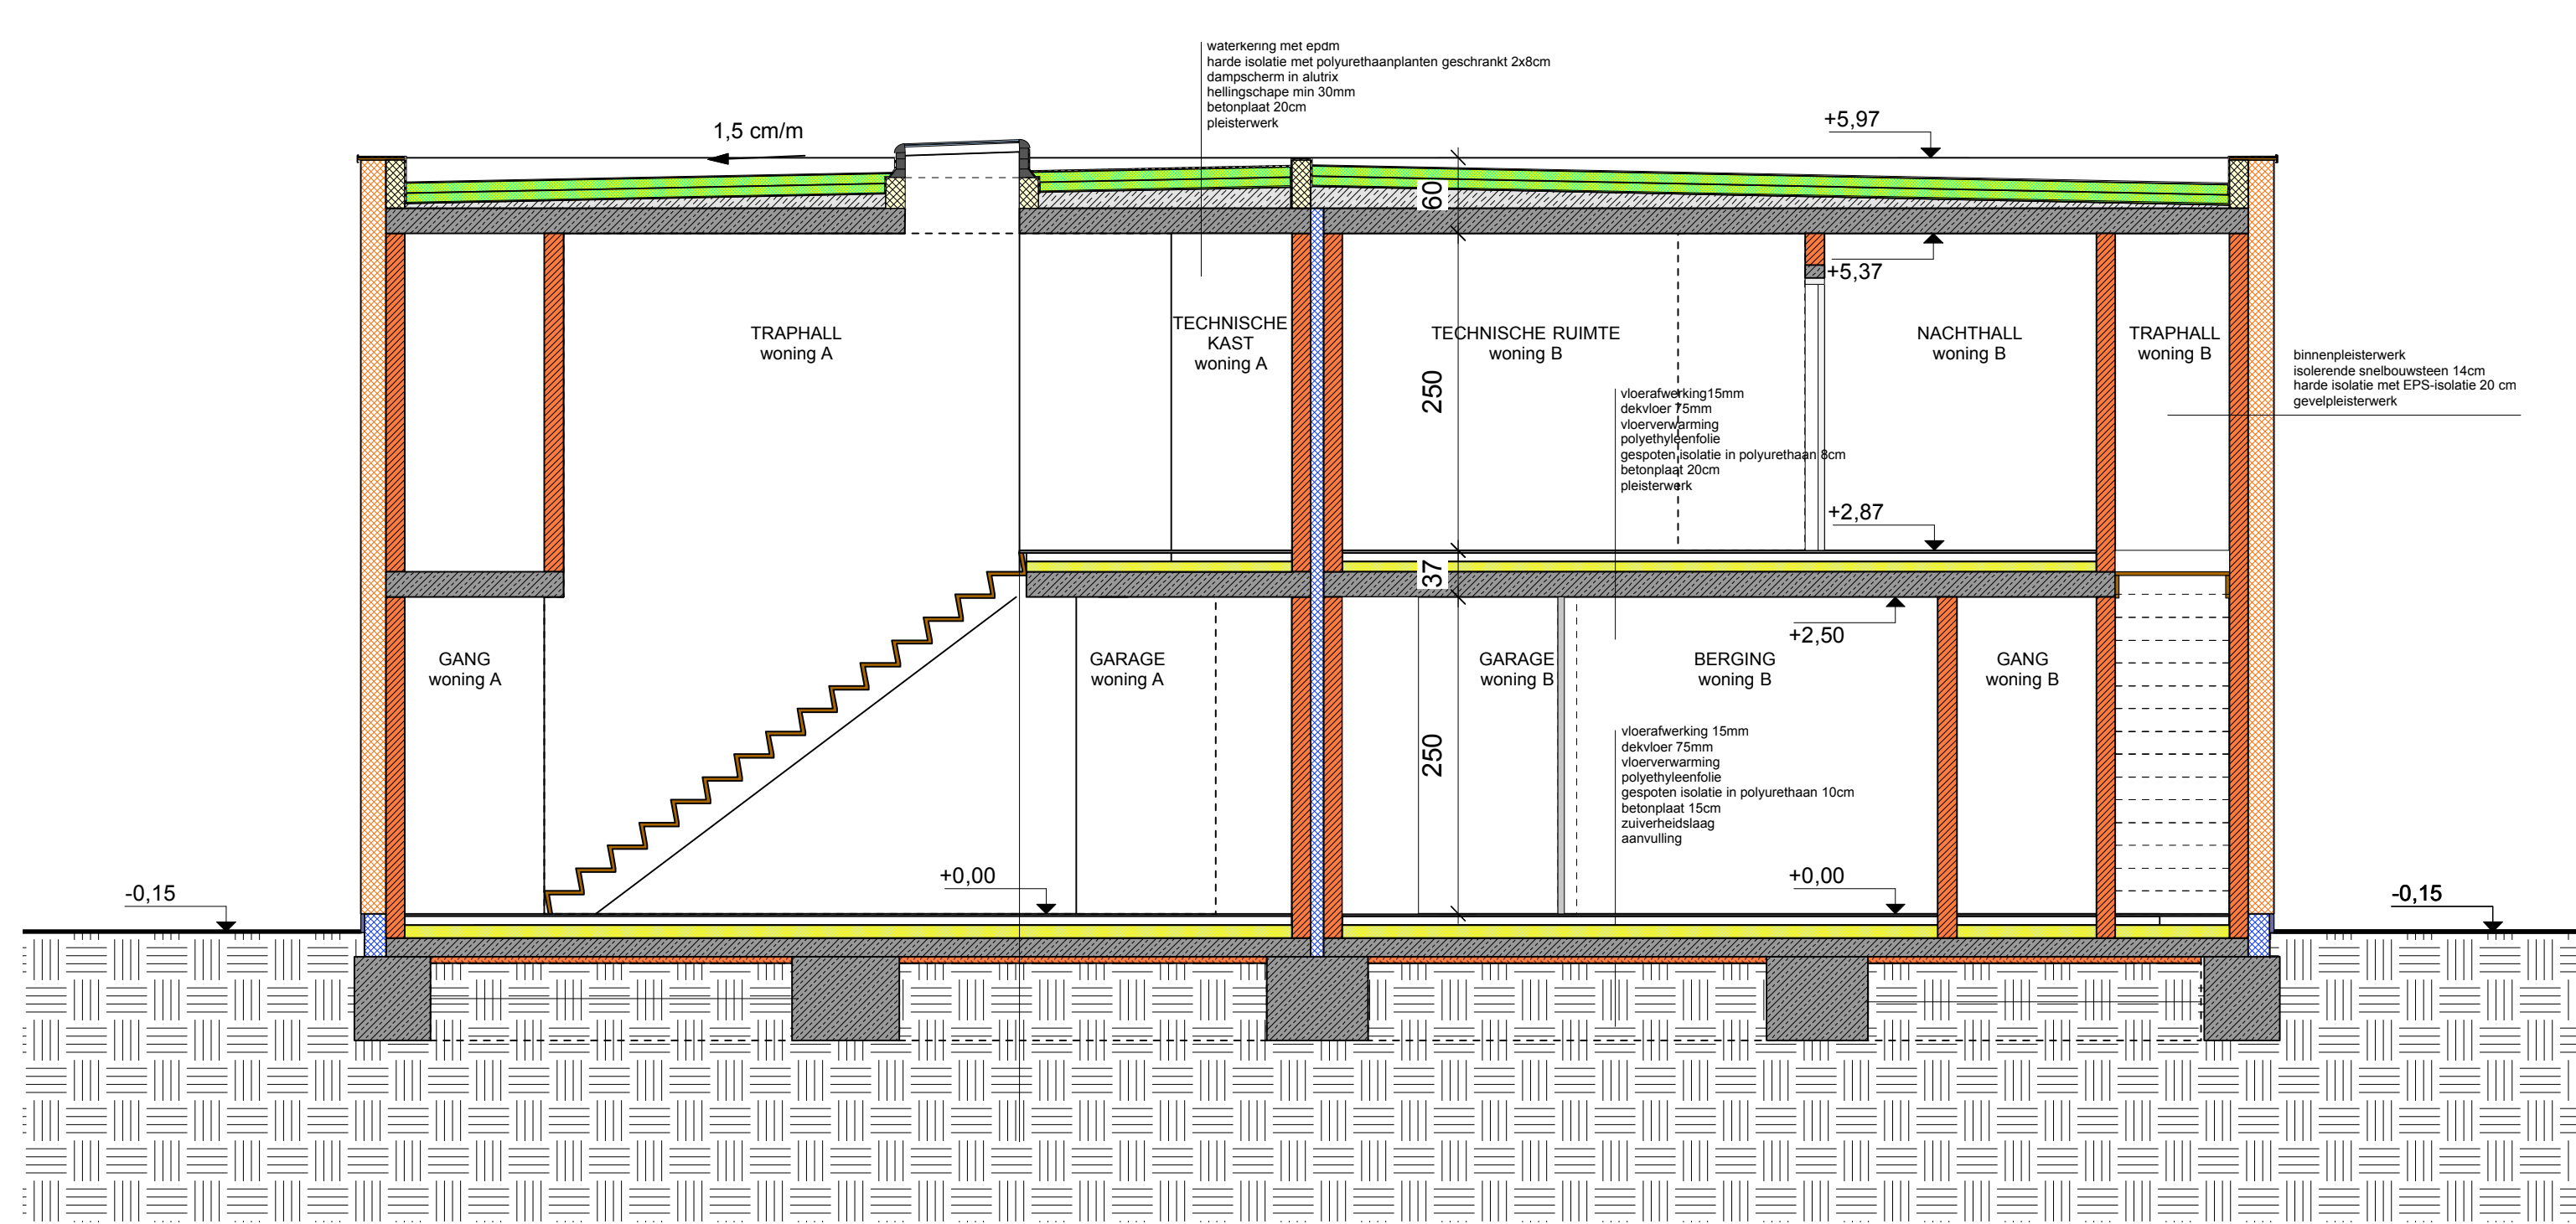 waterkering met epdm
harde isolatie met polyurethaanplanten geschrankt 2x8cm
dampscherm in alutrix
hellingschape min 30mm
betonplaat 20cm
pleisterwerk
1,5 cm/m
+5,97
60
+5,37
TRAPHALL
woning A
TECHNISCHE
KAST
woning A
TECHNISCHE RUIMTE
woning B
NACHTHALL
woning B
TRAPHALL
woning B
binnenpleisterwerk
isolerende snelbouwsteen 14cm
harde isolatie met EPS-isolatie 20 cm
gevelpleisterwerk
250
vloerafwerking15mm
dekvloer 75mm
vloerverwarming
polyethyleenfolie
gespoten isolatie in polyurethaan 8cm
betonplaat 20cm
pleisterwerk
+2,87
37
+2,50
GANG
woning A
GARAGE
woning A
GARAGE
woning B
BERGING
woning B
GANG
woning B
250
vloerafwerking 15mm
dekvloer 75mm
vloerverwarming
polyethyleenfolie
gespoten isolatie in polyurethaan 10cm
betonplaat 15cm
zuiverheidslaag
aanvulling
-0,15
+0,00
+0,00
-0,15